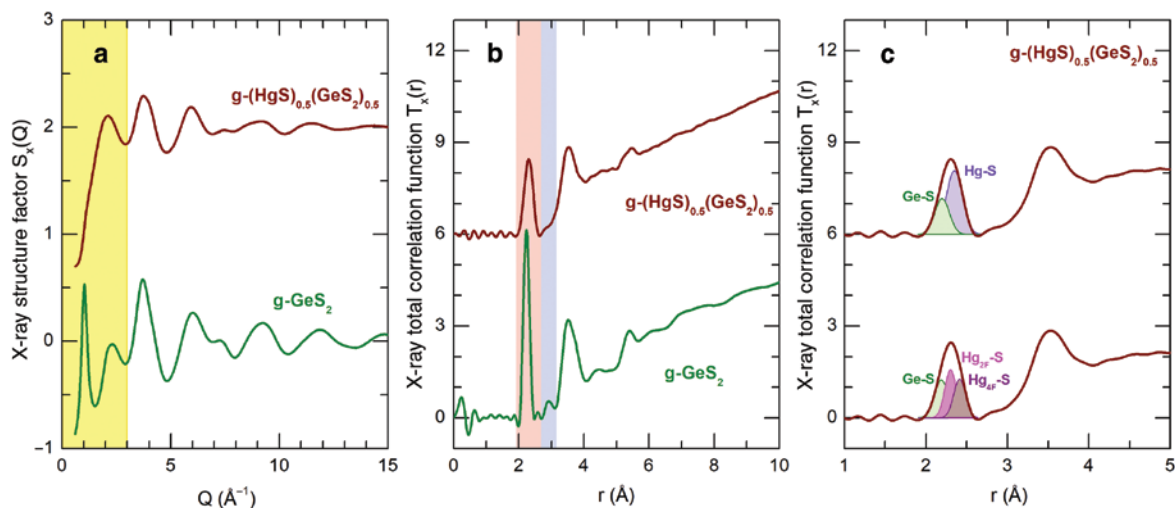 a
X-ray structure factor Sₓ(Q)
3
2
1
0
−1
g-(HgS)₀.₅(GeS₂)₀.₅
g-GeS₂
0
5
10
15
Q (Å⁻¹)
b
X-ray total correlation function Tₓ(r)
12
9
6
3
0
g-(HgS)₀.₅(GeS₂)₀.₅
g-GeS₂
0
2
4
6
8
10
r (Å)
c
g-(HgS)₀.₅(GeS₂)₀.₅
X-ray total correlation function Tₓ(r)
12
9
6
3
0
Hg-S
Ge-S
Hg₂F-S
Ge-S
Hg₄F-S
1
2
3
4
5
r (Å)